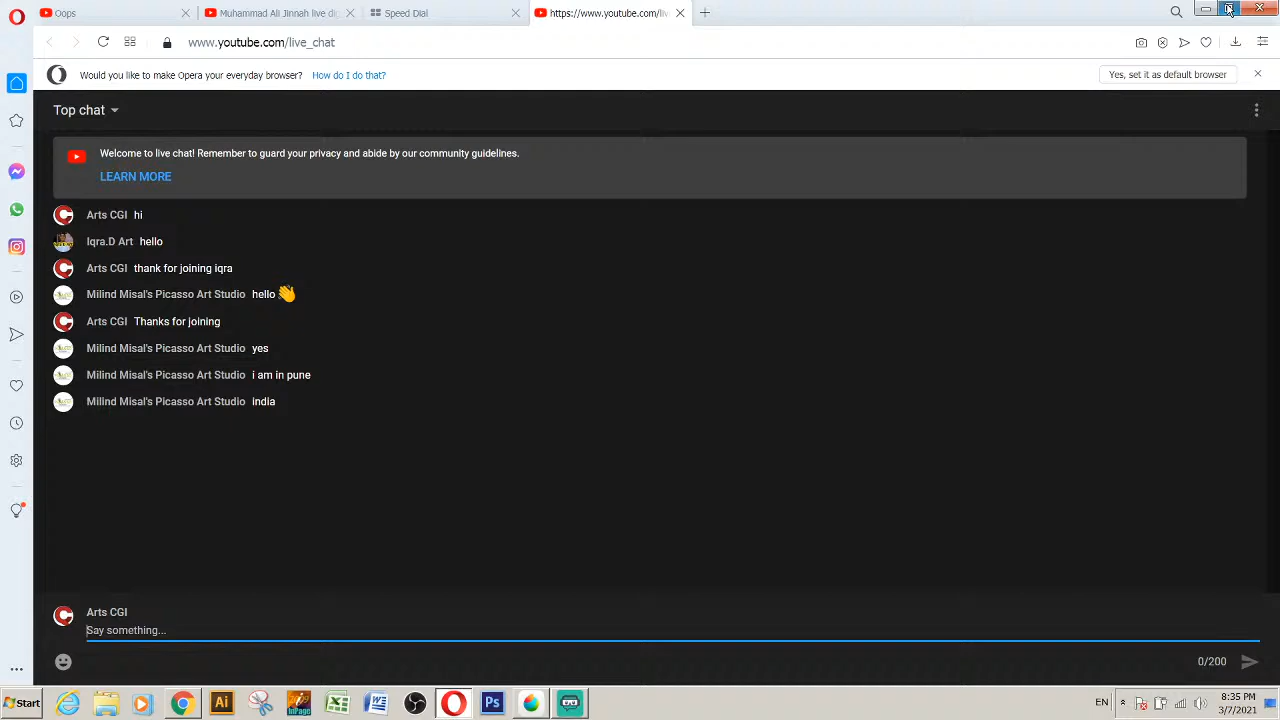 Oops
Muhammad Ali Jinnah live di
Speed Dial
https://www.youtube.com/li
www.youtube.com/live_chat
Would you like to make Opera your everyday browser? How do I do that?
Yes, set it as default browser
Top chat
Welcome to live chat! Remember to guard your privacy and abide by our community guidelines.
LEARN MORE
Arts CGI hi
Iqra.D Art hello
Arts CGI thank for joining iqra
Milind Misal's Picasso Art Studio hello 👋
Arts CGI Thanks for joining
Milind Misal's Picasso Art Studio yes
Milind Misal's Picasso Art Studio i am in pune
Milind Misal's Picasso Art Studio india
Arts CGI
Say something...
0/200
Start
Ai
Ps
EN
8:35 PM
3/7/2021